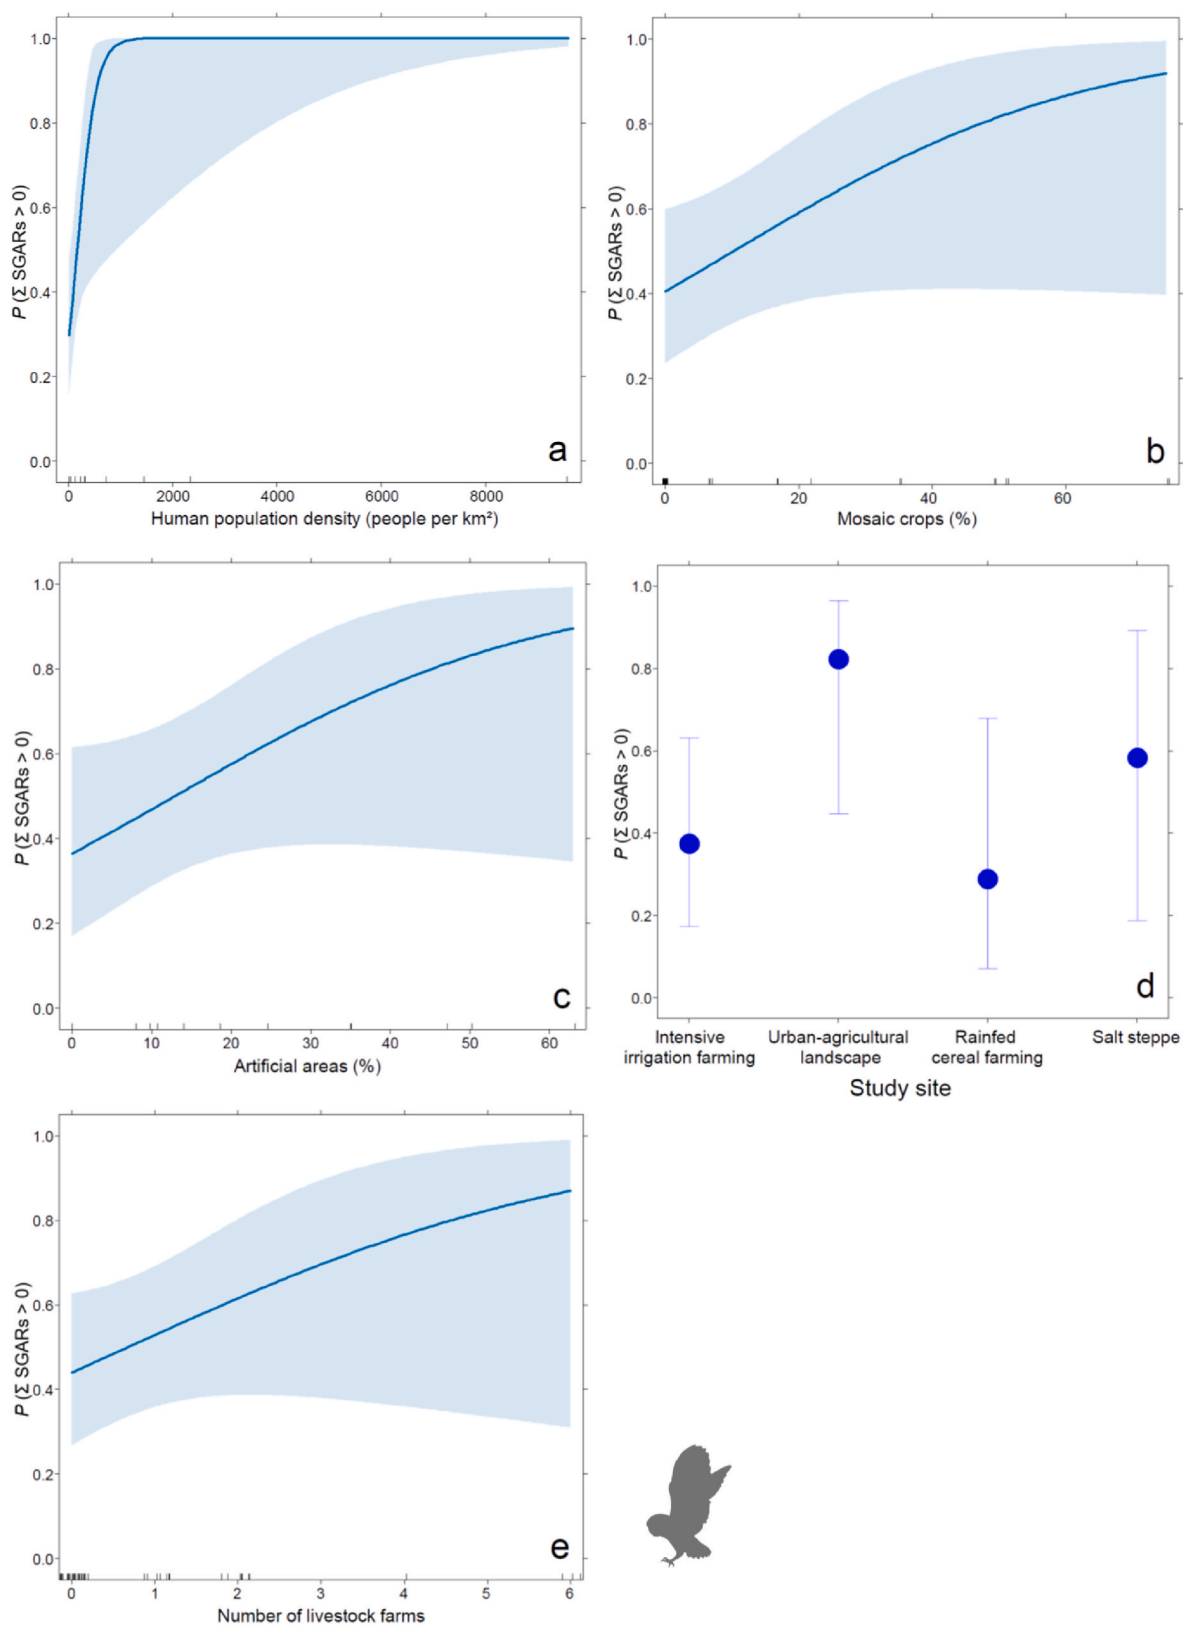 1.0
0.8
0.6
0.4
0.2
0.0
P (Σ SGARs > 0)
a
0 2000 4000 6000 8000
Human population density (people per km²)
1.0
0.8
0.6
0.4
0.2
0.0
P (Σ SGARs > 0)
b
0 20 40 60
Mosaic crops (%)
1.0
0.8
0.6
0.4
0.2
0.0
P (Σ SGARs > 0)
c
0 10 20 30 40 50 60
Artificial areas (%)
1.0
0.8
0.6
0.4
0.2
0.0
P (Σ SGARs > 0)
d
Intensive
irrigation farming
Urban-agricultural
landscape
Rainfed
cereal farming
Salt steppe
Study site
1.0
0.8
0.6
0.4
0.2
0.0
P (Σ SGARs > 0)
e
0 1 2 3 4 5 6
Number of livestock farms